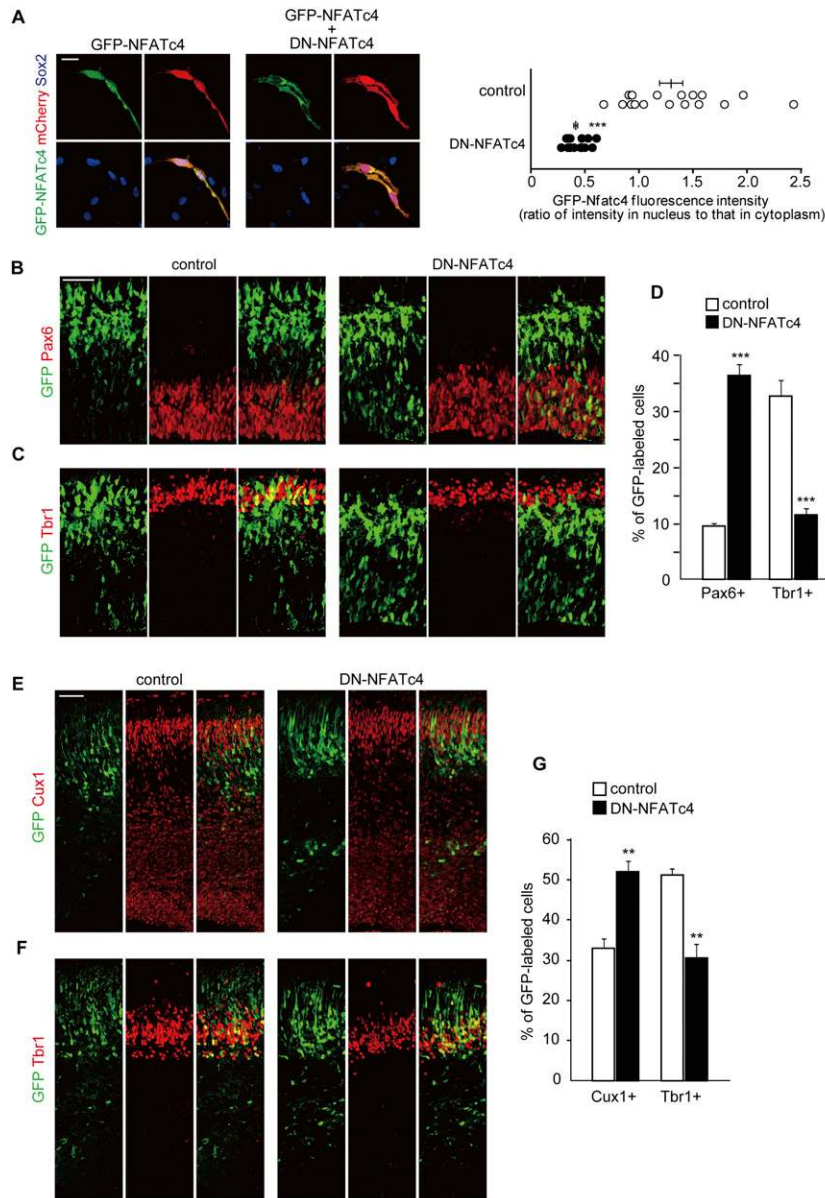 A
GFP-NFATc4
GFP-NFATc4
+
DN-NFATc4
GFP-NFATc4 mCherry Sox2
control
DN-NFATc4
***
0 0.5 1.0 1.5 2.0 2.5
GFP-Nfatc4 fluorescence intensity
(ratio of intensity in nucleus to that in cytoplasm)
B
control
DN-NFATc4
GFP Pax6
C
GFP Tbr1
D
control
DN-NFATc4
% of GFP-labeled cells
40
30
20
10
0
***
***
Pax6+ Tbr1+
E
control
DN-NFATc4
GFP Cux1
F
GFP Tbr1
G
control
DN-NFATc4
% of GFP-labeled cells
60
50
40
30
20
10
0
**
**
Cux1+ Tbr1+